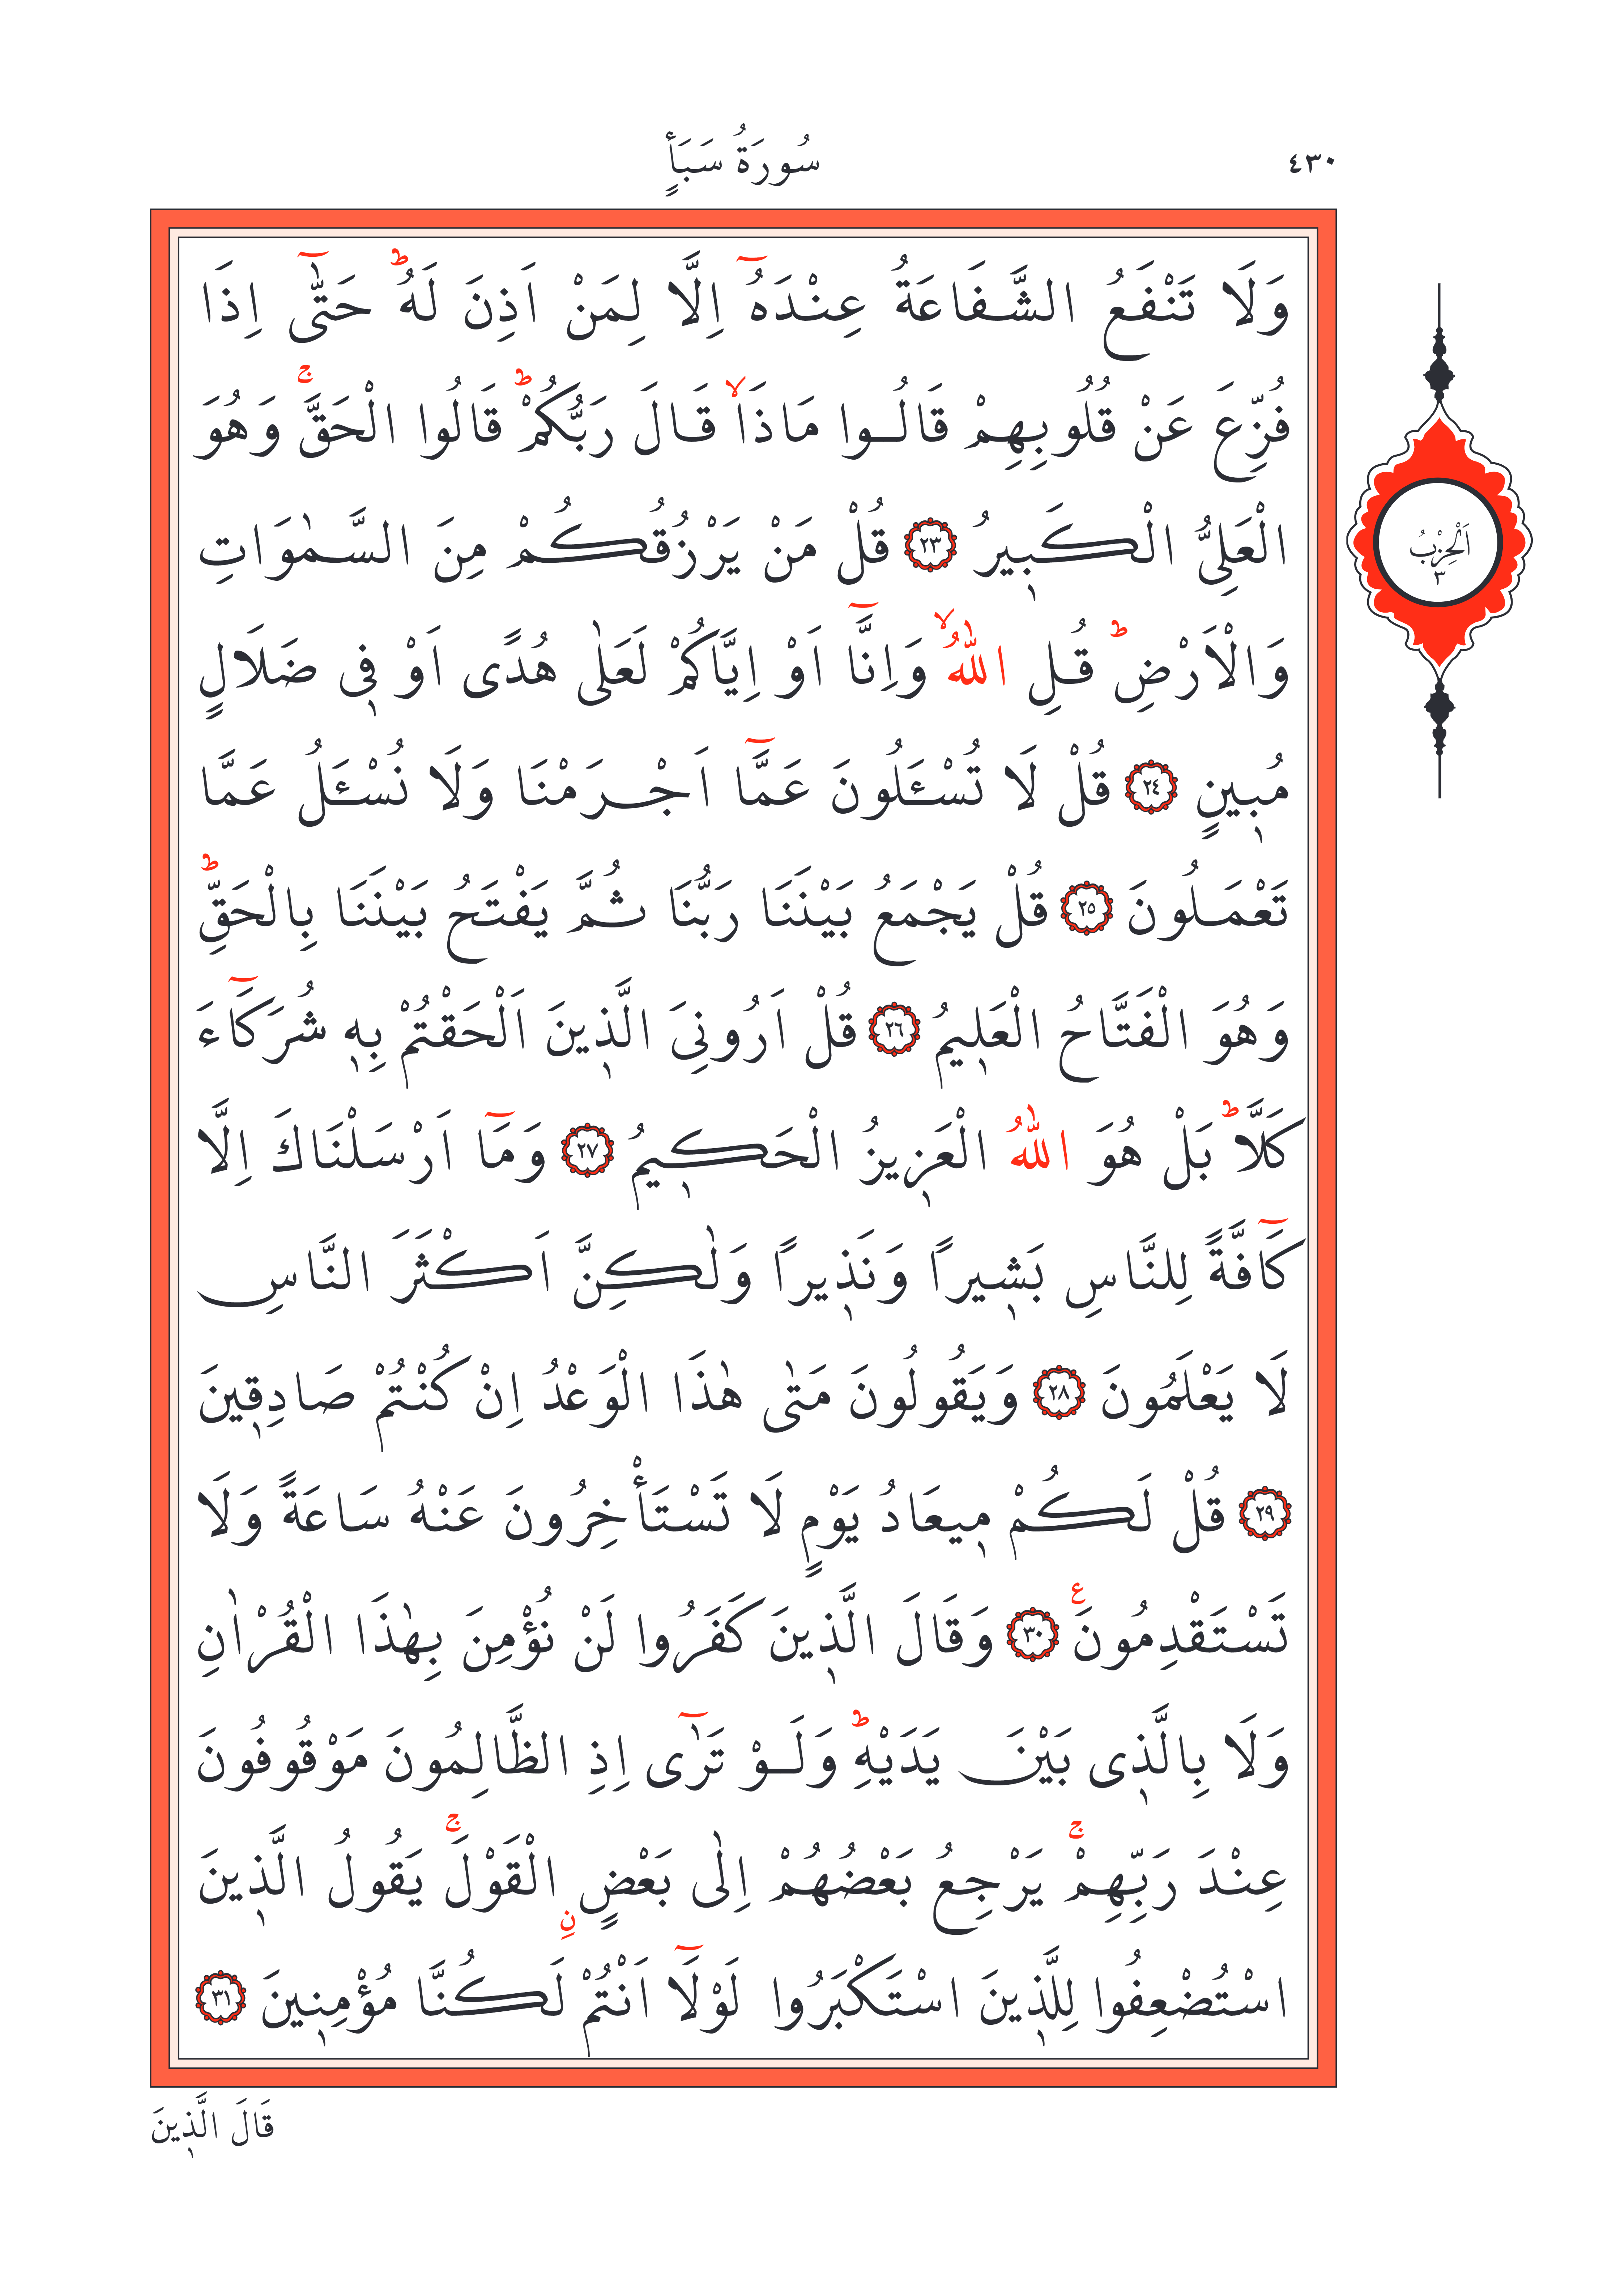 ٤٣٠
سُورَةُ سَبَأٍ
وَلَا تَنْفَعُ الشَّفَاعَةُ عِنْدَهُٓ اِلَّا لِمَنْ اَذِنَ لَهُۜ حَتّٰٓى اِذَا
فُزِّعَ عَنْ قُلُوبِهِمْ قَالُوا مَاذَاۙ قَالَ رَبُّكُمْۜ قَالُوا الْحَقَّۚ وَهُوَ
الْعَلِيُّ الْكَب۪يرُ ﴿٢٣﴾ قُلْ مَنْ يَرْزُقُكُمْ مِنَ السَّمٰوَاتِ
وَالْاَرْضِۜ قُلِ اللّٰهُۙ وَاِنَّٓا اَوْ اِيَّاكُمْ لَعَلٰى هُدًى اَوْ ف۪ى ضَلَالٍ
مُب۪ينٍ ﴿٢٤﴾ قُلْ لَا تُسْـَٔلُونَ عَمَّٓا اَجْرَمْنَا وَلَا نُسْـَٔلُ عَمَّا
تَعْمَلُونَ ﴿٢٥﴾ قُلْ يَجْمَعُ بَيْنَنَا رَبُّنَا ثُمَّ يَفْتَحُ بَيْنَنَا بِالْحَقِّۜ
وَهُوَ الْفَتَّاحُ الْعَل۪يمُ ﴿٢٦﴾ قُلْ اَرُونِىَ الَّذ۪ينَ اَلْحَقْتُمْ بِه۪ شُرَكَٓاءَ
كَلَّاۜ بَلْ هُوَ اللّٰهُ الْعَز۪يزُ الْحَك۪يمُ ﴿٢٧﴾ وَمَٓا اَرْسَلْنَاكَ اِلَّا
كَٓافَّةً لِلنَّاسِ بَش۪يرًا وَنَذ۪يرًا وَلٰكِنَّ اَكْثَرَ النَّاسِ
لَا يَعْلَمُونَ ﴿٢٨﴾ وَيَقُولُونَ مَتٰى هٰذَا الْوَعْدُ اِنْ كُنْتُمْ صَادِق۪ينَ
﴿٢٩﴾ قُلْ لَكُمْ م۪يعَادُ يَوْمٍ لَا تَسْتَأْخِرُونَ عَنْهُ سَاعَةً وَلَا
تَسْتَقْدِمُونَ ع ﴿٣٠﴾ وَقَالَ الَّذ۪ينَ كَفَرُوا لَنْ نُؤْمِنَ بِهٰذَا الْقُرْاٰنِ
وَلَا بِالَّذ۪ى بَيْنَ يَدَيْهِۜ وَلَوْ تَرٰٓى اِذِ الظَّالِمُونَ مَوْقُوفُونَ
عِنْدَ رَبِّهِمْۚ يَرْجِعُ بَعْضُهُمْ اِلٰى بَعْضٍ نِ الْقَوْلَۚ يَقُولُ الَّذ۪ينَ
اسْتُضْعِفُوا لِلَّذ۪ينَ اسْتَكْبَرُوا لَوْلَٓا اَنْتُمْ لَكُنَّا مُؤْمِن۪ينَ ﴿٣١﴾
اَلْحِزْبُ
٣
قَالَ الَّذ۪ينَ